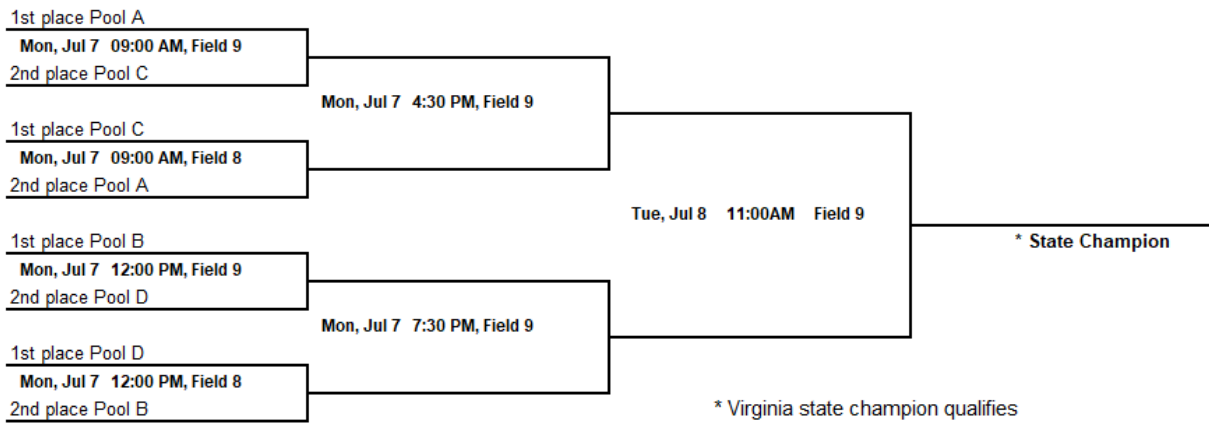 1st place Pool A
Mon, Jul 7 09:00 AM, Field 9
2nd place Pool C
Mon, Jul 7 4:30 PM, Field 9
1st place Pool C
Mon, Jul 7 09:00 AM, Field 8
2nd place Pool A
Tue, Jul 8 11:00AM Field 9
* State Champion
1st place Pool B
Mon, Jul 7 12:00 PM, Field 9
2nd place Pool D
Mon, Jul 7 7:30 PM, Field 9
1st place Pool D
Mon, Jul 7 12:00 PM, Field 8
2nd place Pool B
* Virginia state champion qualifies